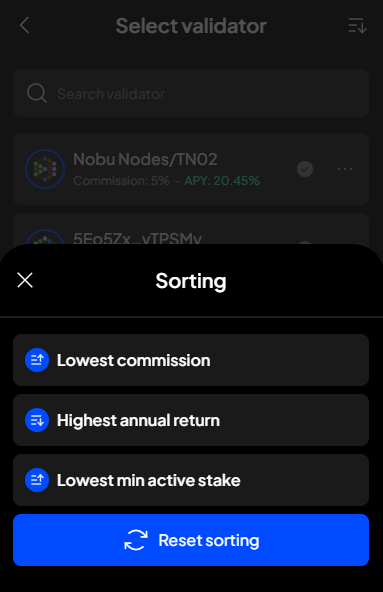 Select validator
Search validator
Nobu Nodes/TN02
Commission: 5% - APY: 20.45%
5Eo5Zx...vTPSMv
Sorting
Lowest commission
Highest annual return
Lowest min active stake
Reset sorting